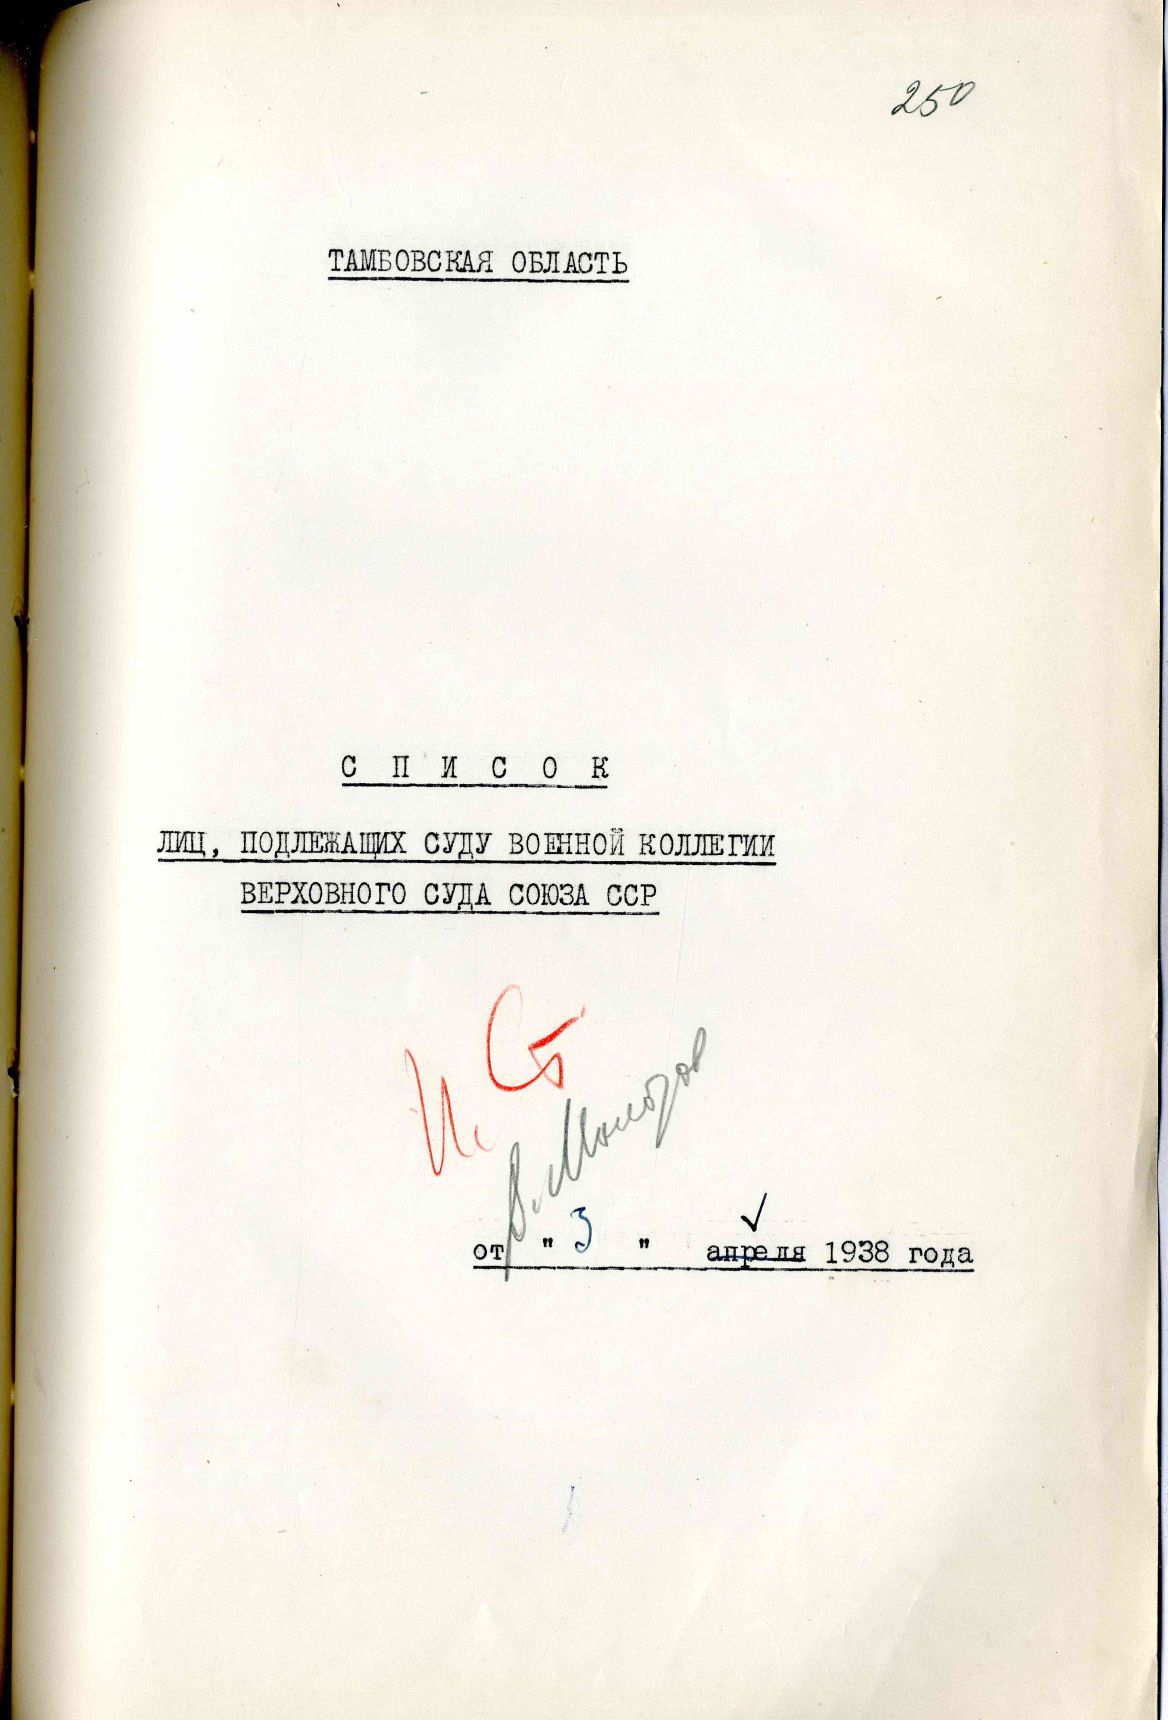 250
ТАМБОВСКАЯ ОБЛАСТЬ
С П И С О К
ЛИЦ, ПОДЛЕЖАЩИХ СУДУ ВОЕННОЙ КОЛЛЕГИИ
ВЕРХОВНОГО СУДА СОЮЗА ССР
И. Ст
В. Молотов
от " 3 " апреля 1938 года